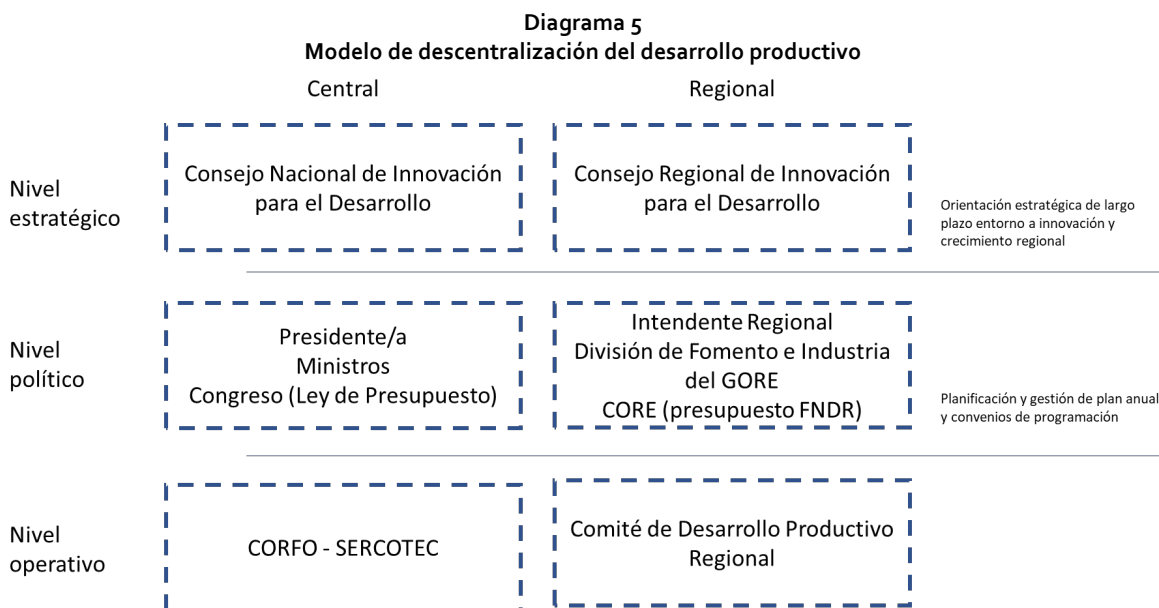 Diagrama 5
Modelo de descentralización del desarrollo productivo
Central
Regional
Nivel
estratégico
Consejo Nacional de Innovación
para el Desarrollo
Consejo Regional de Innovación
para el Desarrollo
Orientación estratégica de largo
plazo entorno a innovación y
crecimiento regional
Nivel
político
Presidente/a
Ministros
Congreso (Ley de Presupuesto)
Intendente Regional
División de Fomento e Industria
del GORE
CORE (presupuesto FNDR)
Planificación y gestión de plan anual
y convenios de programación
Nivel
operativo
CORFO - SERCOTEC
Comité de Desarrollo Productivo
Regional